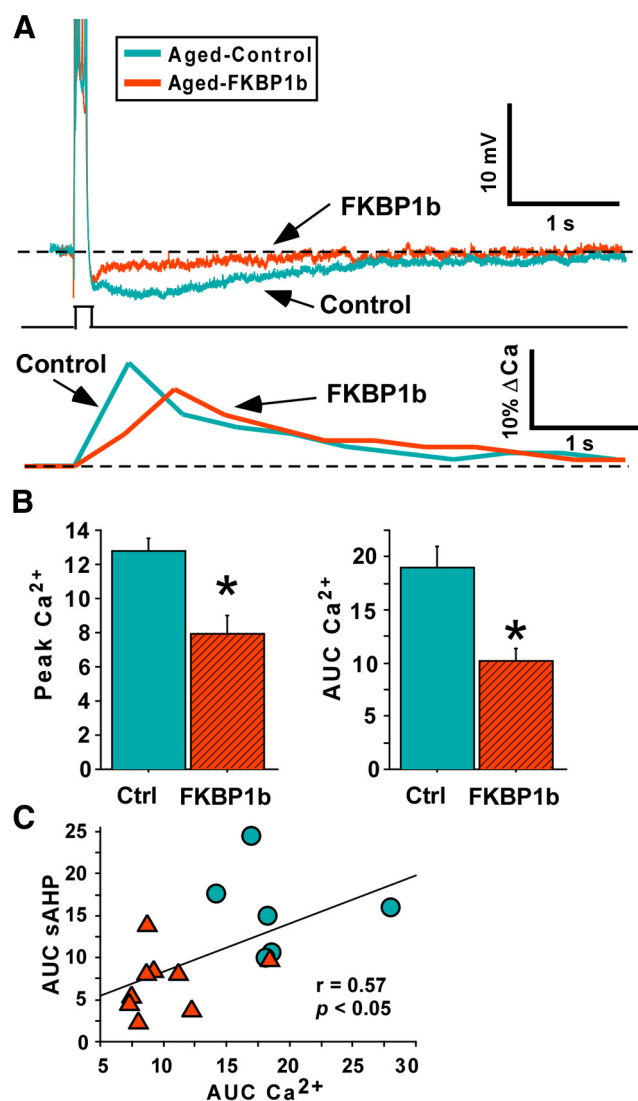 A
Aged-Control
Aged-FKBP1b
10 mV
1 s
FKBP1b
Control
Control
FKBP1b
10% ΔCa
1 s
B
14
12
10
8
6
4
2
0
Peak Ca²⁺
Ctrl
FKBP1b
*
20
15
10
5
0
AUC Ca²⁺
Ctrl
FKBP1b
*
C
25
20
15
10
5
0
AUC sAHP
r = 0.57
p < 0.05
5 10 15 20 25 30
AUC Ca²⁺